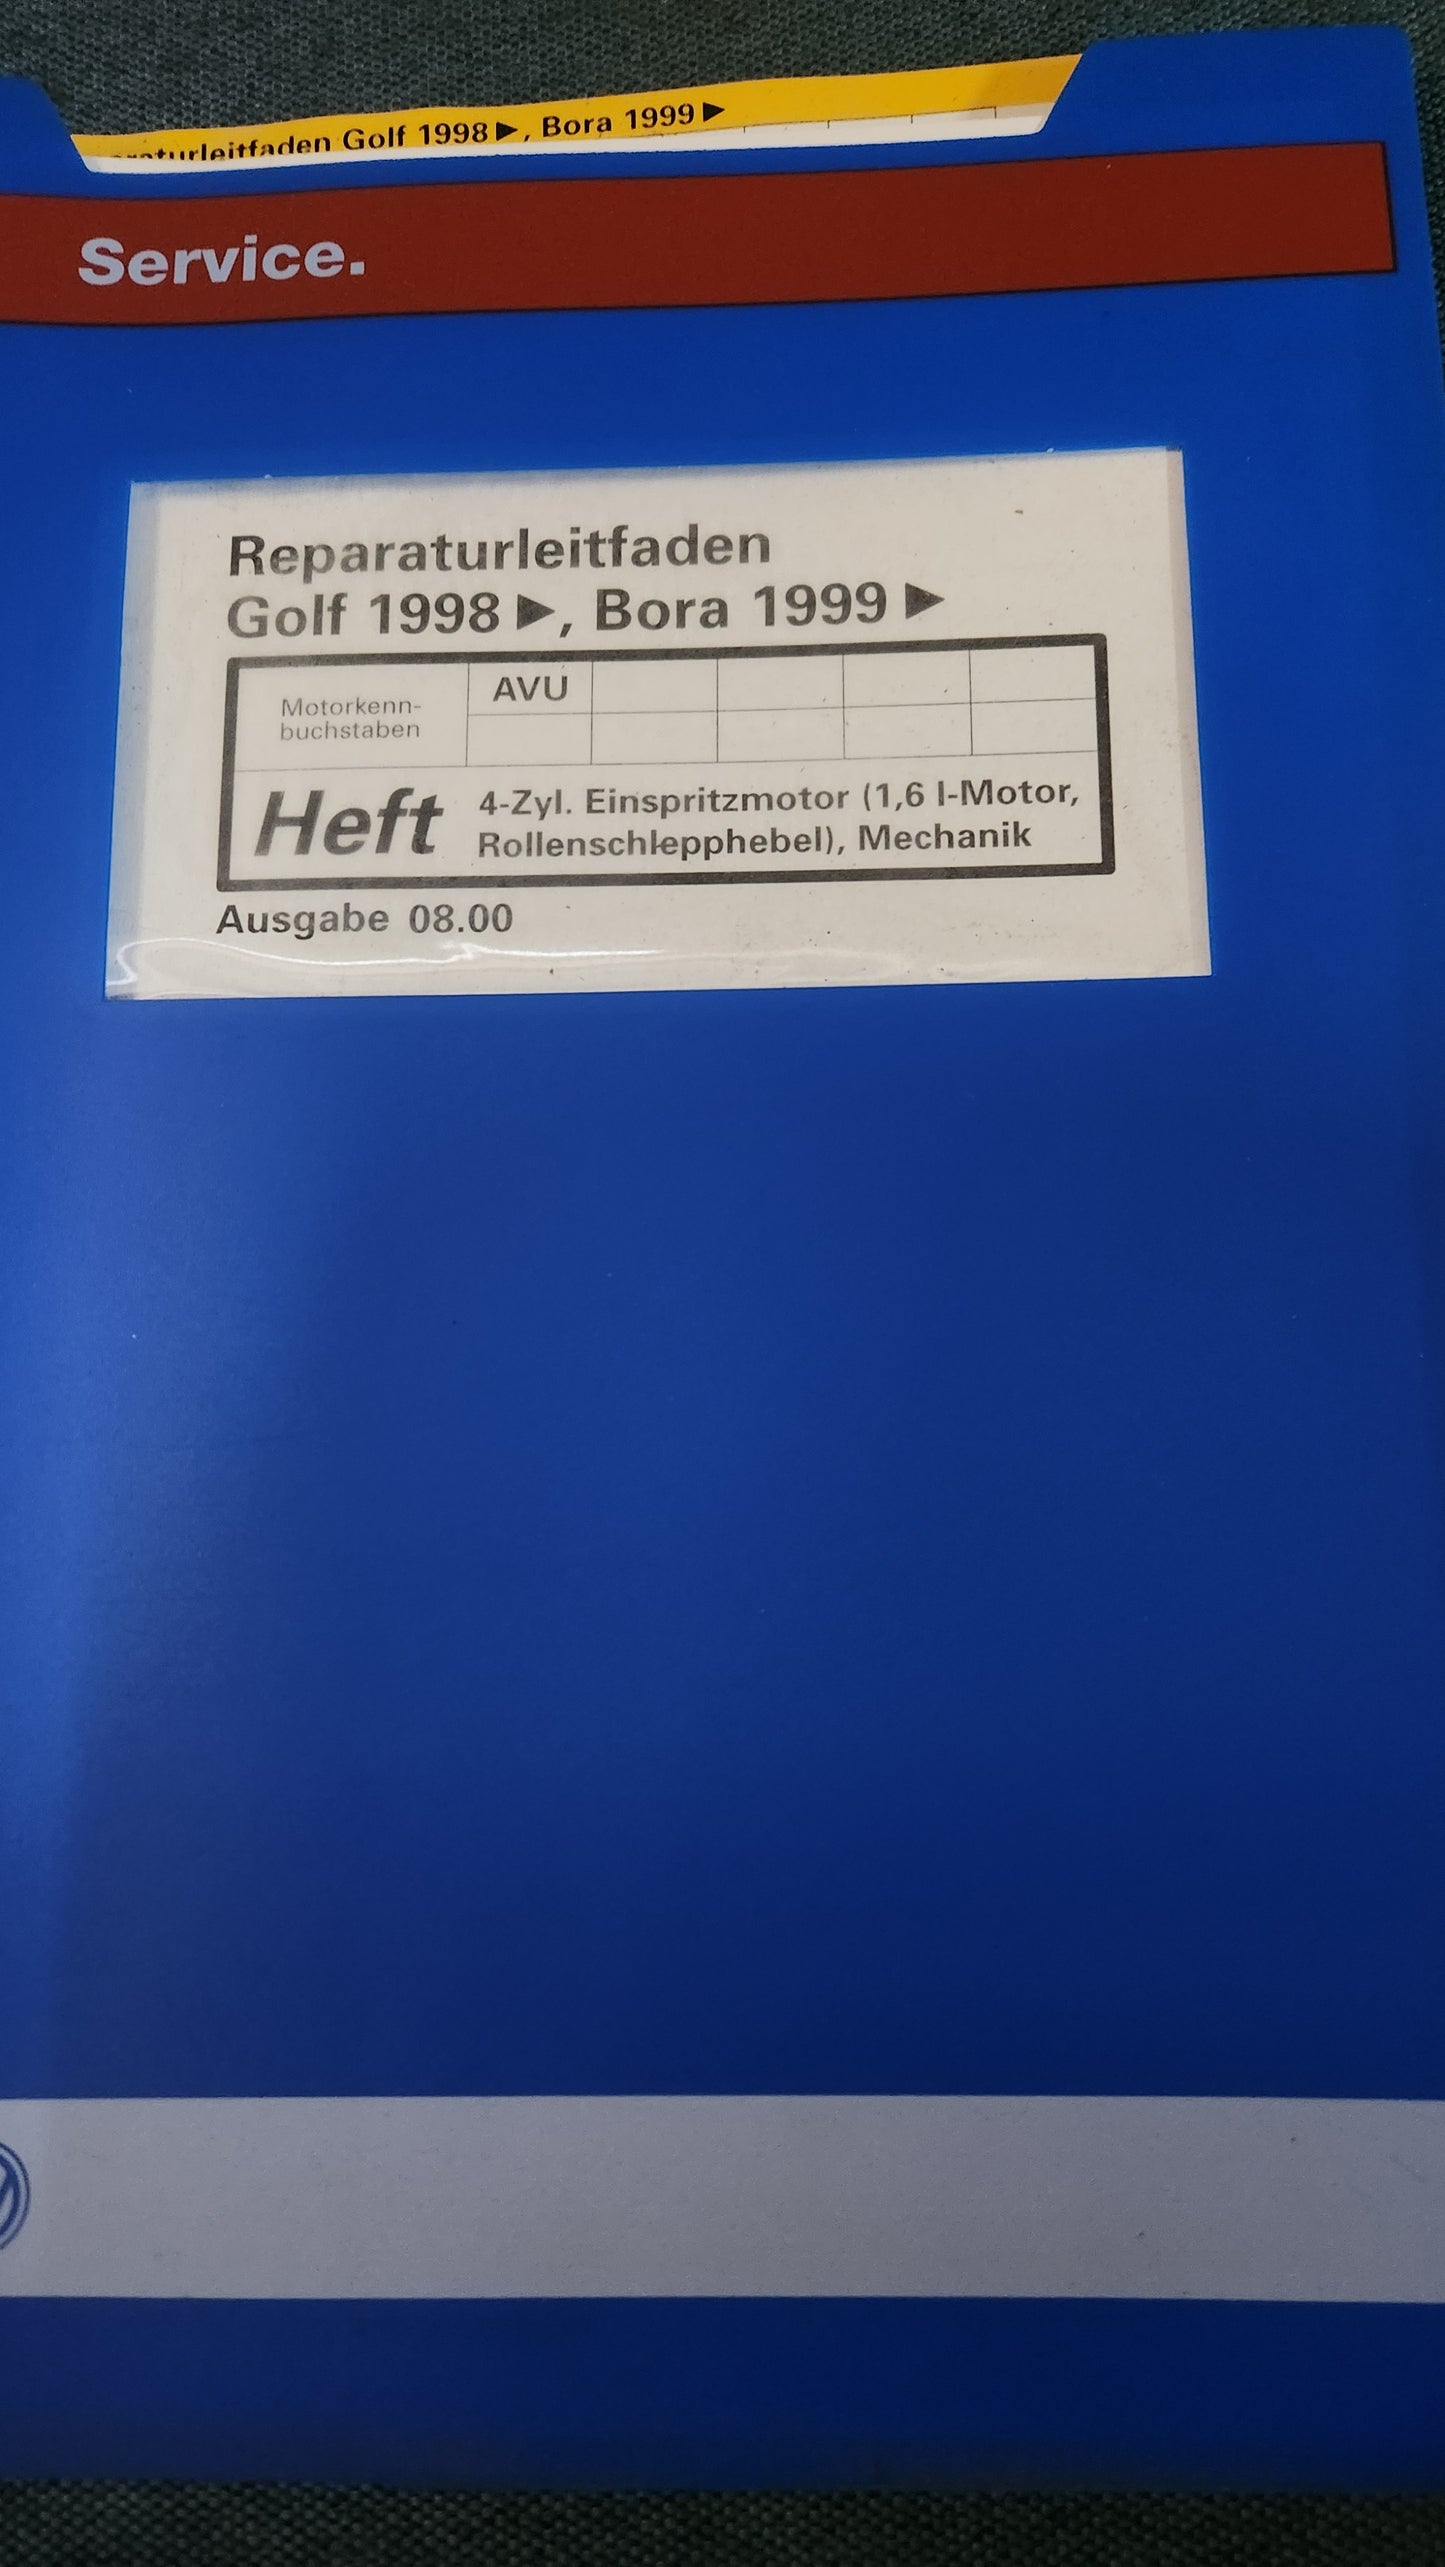 Golf 1998►, Bora 1999►
Service.
Reparaturleitfaden
Golf 1998►, Bora 1999►
Motorkenn-
buchstaben
AVU
Heft
4-Zyl. Einspritzmotor (1,6 l-Motor,
Rollenschlepphebel), Mechanik
Ausgabe 08.00